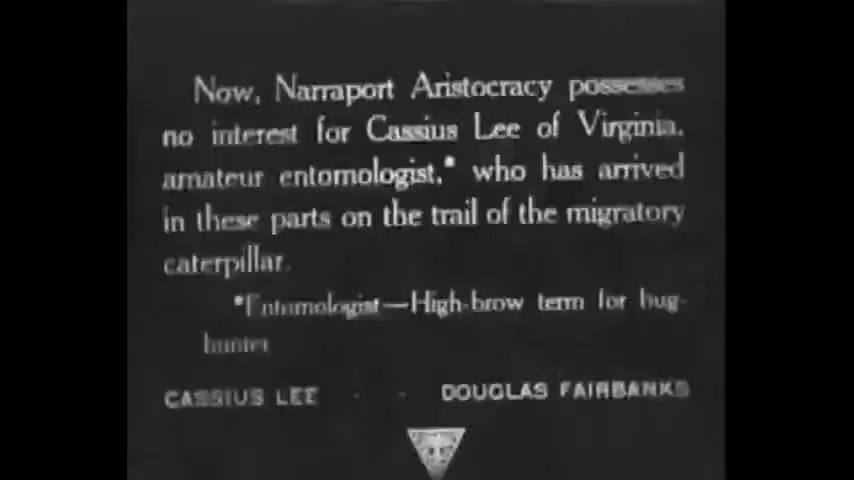 Now, Narraport Aristocracy possesses
no interest for Cassius Lee of Virginia,
amateur entomologist,* who has arrived
in these parts on the trail of the migratory
caterpillar.
*Entomologist—High-brow term for bug-
hunter
CASSIUS LEE - - DOUGLAS FAIRBANKS